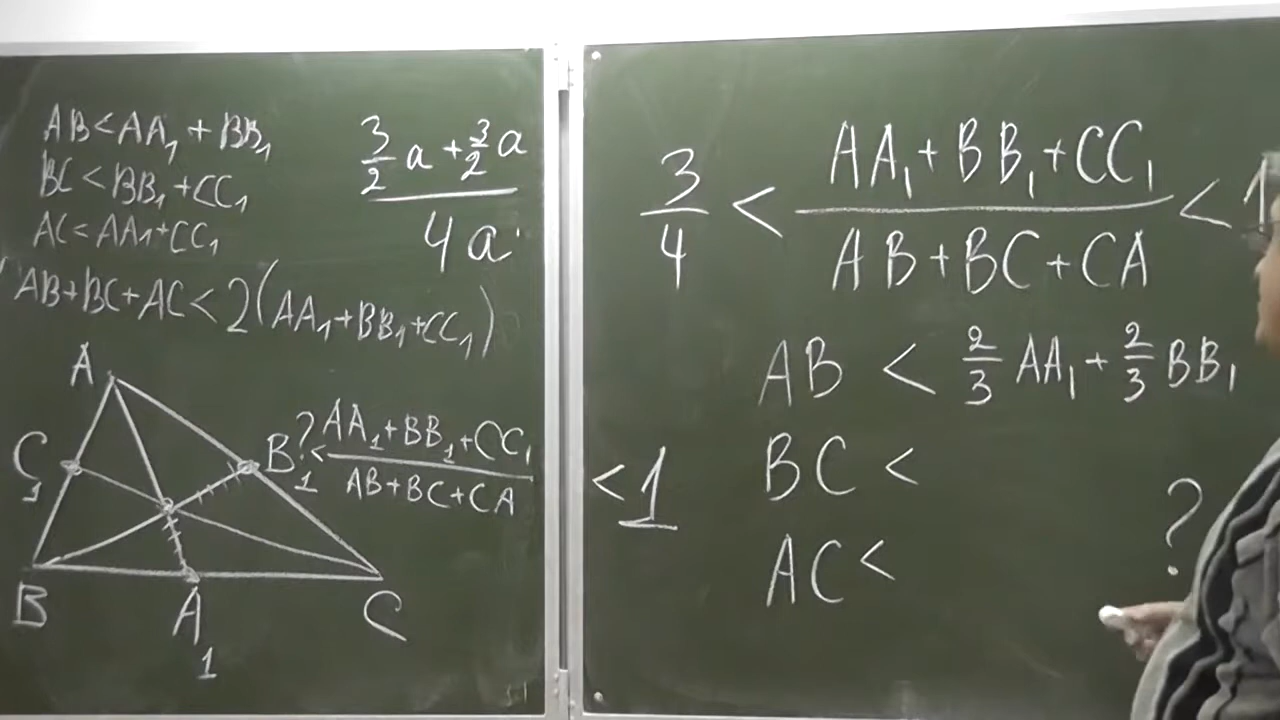 AB < AA₁ + BB₁
BC < BB₁ + CC₁
AC < AA₁ + CC₁
AB + BC + AC < 2(AA₁ + BB₁ + CC₁)
3/2 a + 3/2 a
4a
A
C₁
B₁
B
A₁
C
? < (AA₁ + BB₁ + CC₁)/(AB + BC + CA) < 1
3/4 < (AA₁ + BB₁ + CC₁)/(AB + BC + CA) < 1
AB < 2/3 AA₁ + 2/3 BB₁
BC <
AC <
?